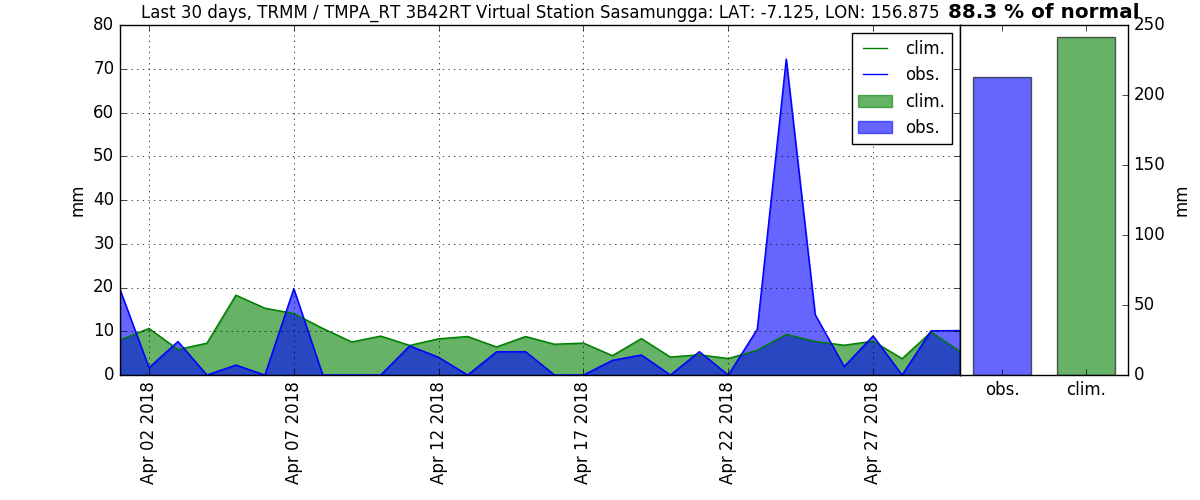 Last 30 days, TRMM / TMPA_RT 3B42RT Virtual Station Sasamungga: LAT: -7.125, LON: 156.875 88.3 % of normal
80
70
60
50
40
30
20
10
0
mm
clim.
obs.
clim.
obs.
250
200
150
100
50
0
mm
Apr 02 2018
Apr 07 2018
Apr 12 2018
Apr 17 2018
Apr 22 2018
Apr 27 2018
obs. clim.